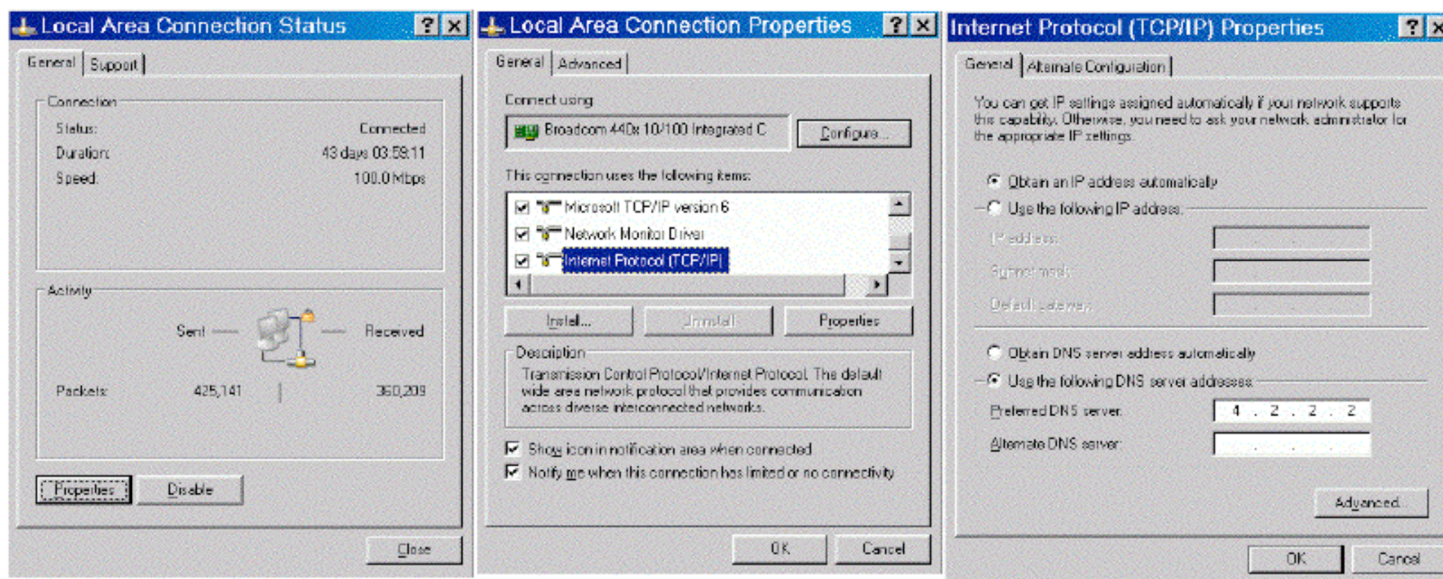 Local Area Connection Status
General
Support
Connection
Status:
Connected
Duration:
43 days 03:59:11
Speed:
100.0 Mbps
Activity
Sent
Received
Packets:
425,141
360,209
Properties
Disable
Close
Local Area Connection Properties
General
Advanced
Connect using:
Broadcom 440x 10/100 Integrated C
Configure...
This connection uses the following items:
Microsoft TCP/IP version 6
Network Monitor Driver
Internet Protocol (TCP/IP)
Install...
Uninstall
Properties
Description
Transmission Control Protocol/Internet Protocol. The default
wide area network protocol that provides communication
across diverse interconnected networks.
Show icon in notification area when connected
Notify me when this connection has limited or no connectivity
OK
Cancel
Internet Protocol (TCP/IP) Properties
General
Alternate Configuration
You can get IP settings assigned automatically if your network supports
this capability. Otherwise, you need to ask your network administrator for
the appropriate IP settings.
Obtain an IP address automatically
Use the following IP address:
IP address:
Subnet mask:
Default gateway:
Obtain DNS server address automatically
Use the following DNS server addresses:
Preferred DNS server:
4 . 2 . 2 . 2
Alternate DNS server:
Advanced...
OK
Cancel